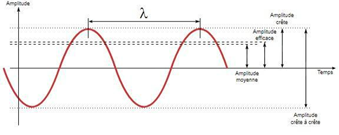 Amplitude
λ
Amplitude
crête
Amplitude
efficace
Amplitude
moyenne
Temps
Amplitude
crête à crête